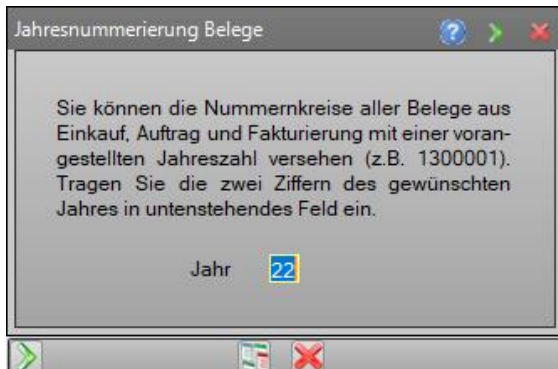 Jahresnummerierung Belege
Sie können die Nummernkreise aller Belege aus
Einkauf, Auftrag und Fakturierung mit einer voran-
gestellten Jahreszahl versehen (z.B. 1300001).
Tragen Sie die zwei Ziffern des gewünschten
Jahres in untenstehendes Feld ein.
Jahr 22